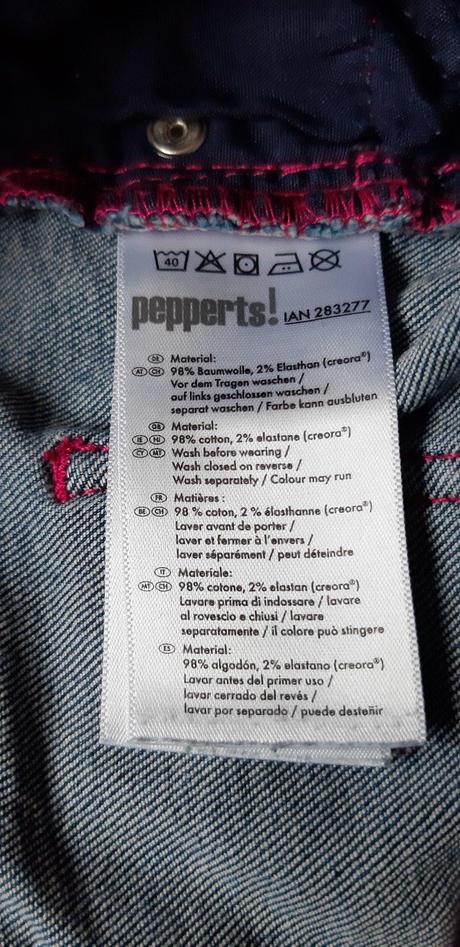 40
pepperts! IAN 283277
DE Material:
AT CH 98% Baumwolle, 2% Elasthan (creora®)
Vor dem Tragen waschen /
auf links geschlossen waschen /
separat waschen / Farbe kann ausbluten
GB Material:
IE NI 98% cotton, 2% elastane (creora®)
CY MT Wash before wearing /
Wash closed on reverse /
Wash separately / Colour may run
FR Matières :
BE CH 98 % coton, 2 % élasthanne (creora®)
Laver avant de porter /
laver et fermer à l'envers /
laver séparément / peut déteindre
IT Materiale:
MT CH 98% cotone, 2% elastan (creora®)
Lavare prima di indossare / lavare
al rovescio e chiusi / lavare
separatamente / il colore può stingere
ES Material:
98% algodón, 2% elastano (creora®)
Lavar antes del primer uso /
lavar cerrado del revés /
lavar por separado / puede desteñir